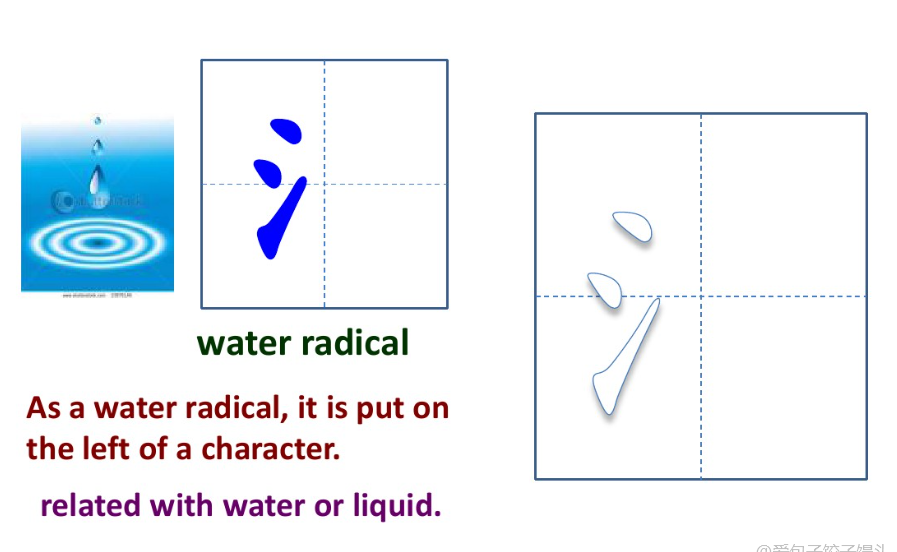 氵
water radical
As a water radical, it is put on
the left of a character.
related with water or liquid.
氵